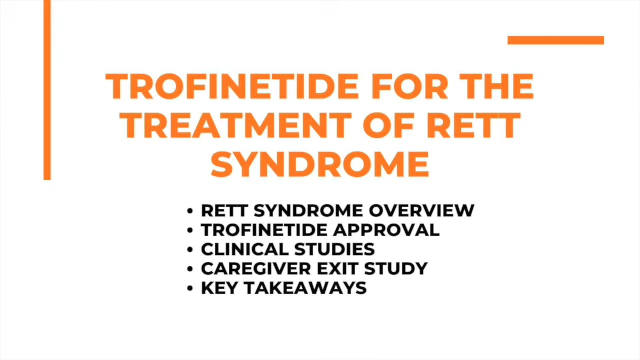 TROFINETIDE FOR THE
TREATMENT OF RETT
SYNDROME
• RETT SYNDROME OVERVIEW
• TROFINETIDE APPROVAL
• CLINICAL STUDIES
• CAREGIVER EXIT STUDY
• KEY TAKEAWAYS